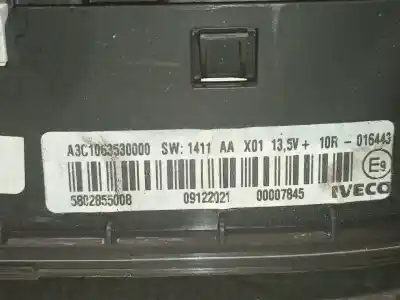 A3C1063530000 SW: 1411 AA X01 13,5V+ 10R - 016443
E9
5802855008 09122021 00007845 IVECO